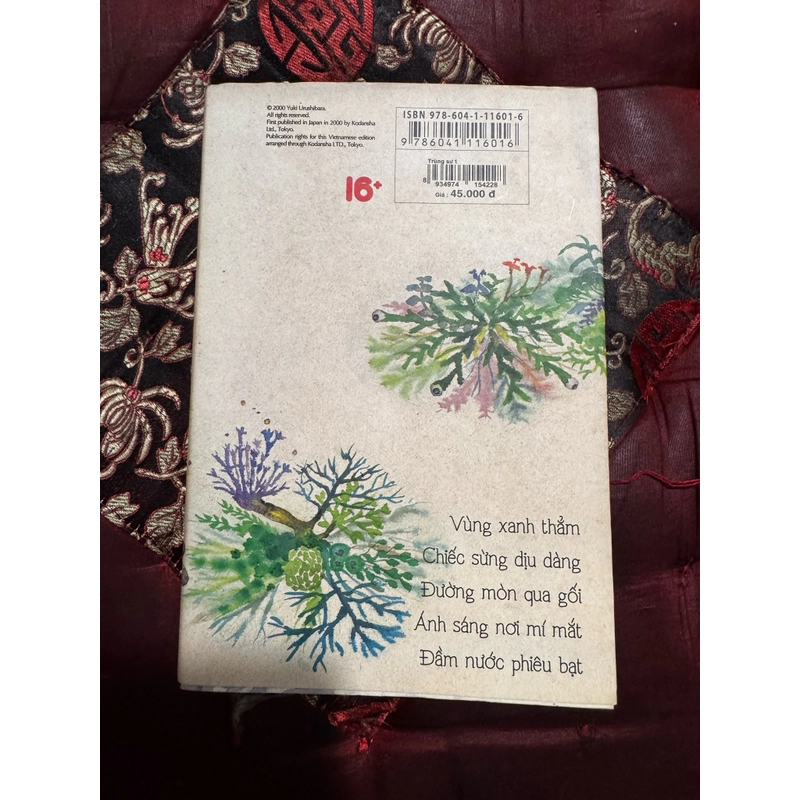 © 2000 Yuki Urushibara.
All rights reserved.
First published in Japan in 2000 by Kodansha
Ltd., Tokyo.
Publication rights for this Vietnamese edition
arranged through Kodansha LTD., Tokyo.
ISBN 978-604-1-11601-6
9 786041 116016
Trùng sư 1
8 934974 154228
Giá : 45.000 đ
16+
Vùng xanh thẳm
Chiếc sừng dịu dàng
Đường mòn qua gối
Ánh sáng nơi mí mắt
Đầm nước phiêu bạt